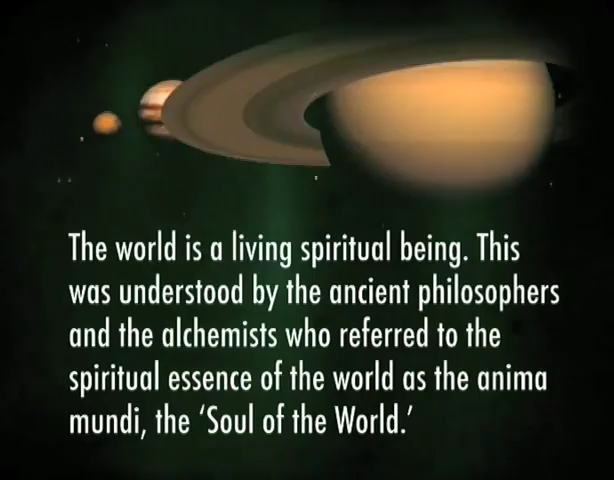 The world is a living spiritual being. This
was understood by the ancient philosophers
and the alchemists who referred to the
spiritual essence of the world as the anima
mundi, the ‘Soul of the World.’